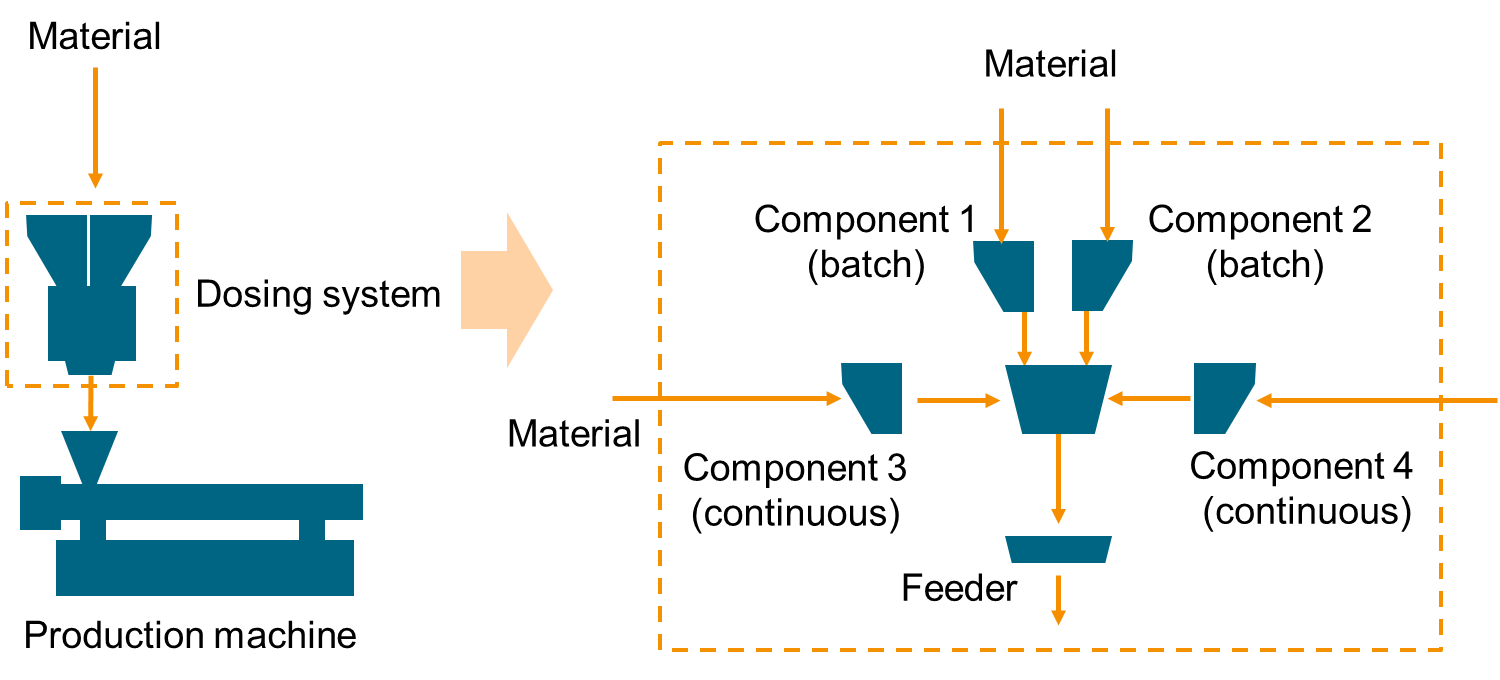 Material
Dosing system
Production machine
Material
Component 1
(batch)
Component 2
(batch)
Material
Component 3
(continuous)
Component 4
(continuous)
Feeder